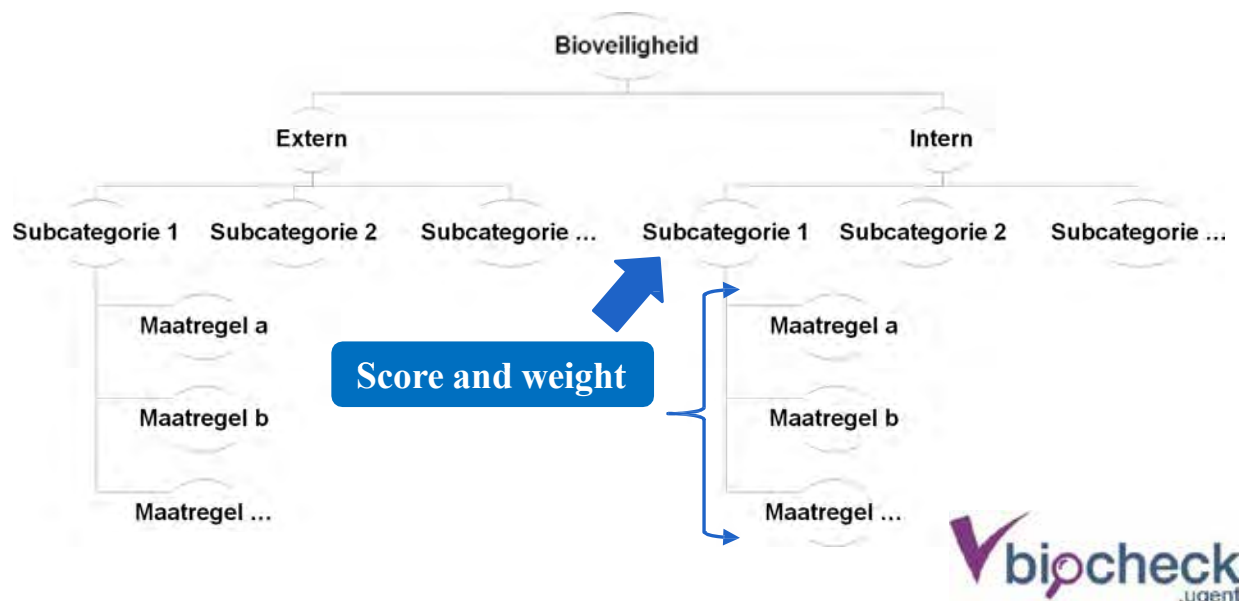 Bioveiligheid
Extern
Intern
Subcategorie 1
Subcategorie 2
Subcategorie …
Subcategorie 1
Subcategorie 2
Subcategorie …
Maatregel a
Maatregel a
Score and weight
Maatregel b
Maatregel b
Maatregel …
Maatregel …
biocheck
.ugent